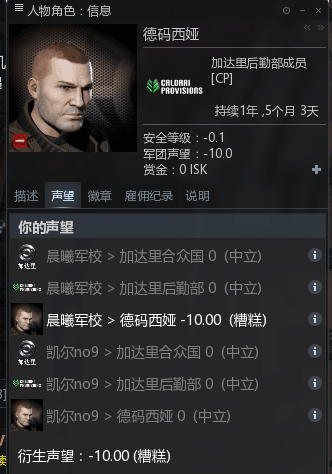 人物角色：信息
德码西娅
CALDARI
PROVISIONS
加达里后勤部成员
[CP]
持续1年 ,5个月 3天
安全等级：-0.1
军团声望：-10.0
赏金：0 ISK
描述 声望 徽章 雇佣纪录 说明
你的声望
加达里
晨曦军校 > 加达里合众国 0 (中立)
晨曦军校 > 加达里后勤部 0 (中立)
晨曦军校 > 德码西娅 -10.00 (糟糕)
加达里
凯尔no9 > 加达里合众国 0 (中立)
凯尔no9 > 加达里后勤部 0 (中立)
凯尔no9 > 德码西娅 0 (中立)
衍生声望：-10.00 (糟糕)